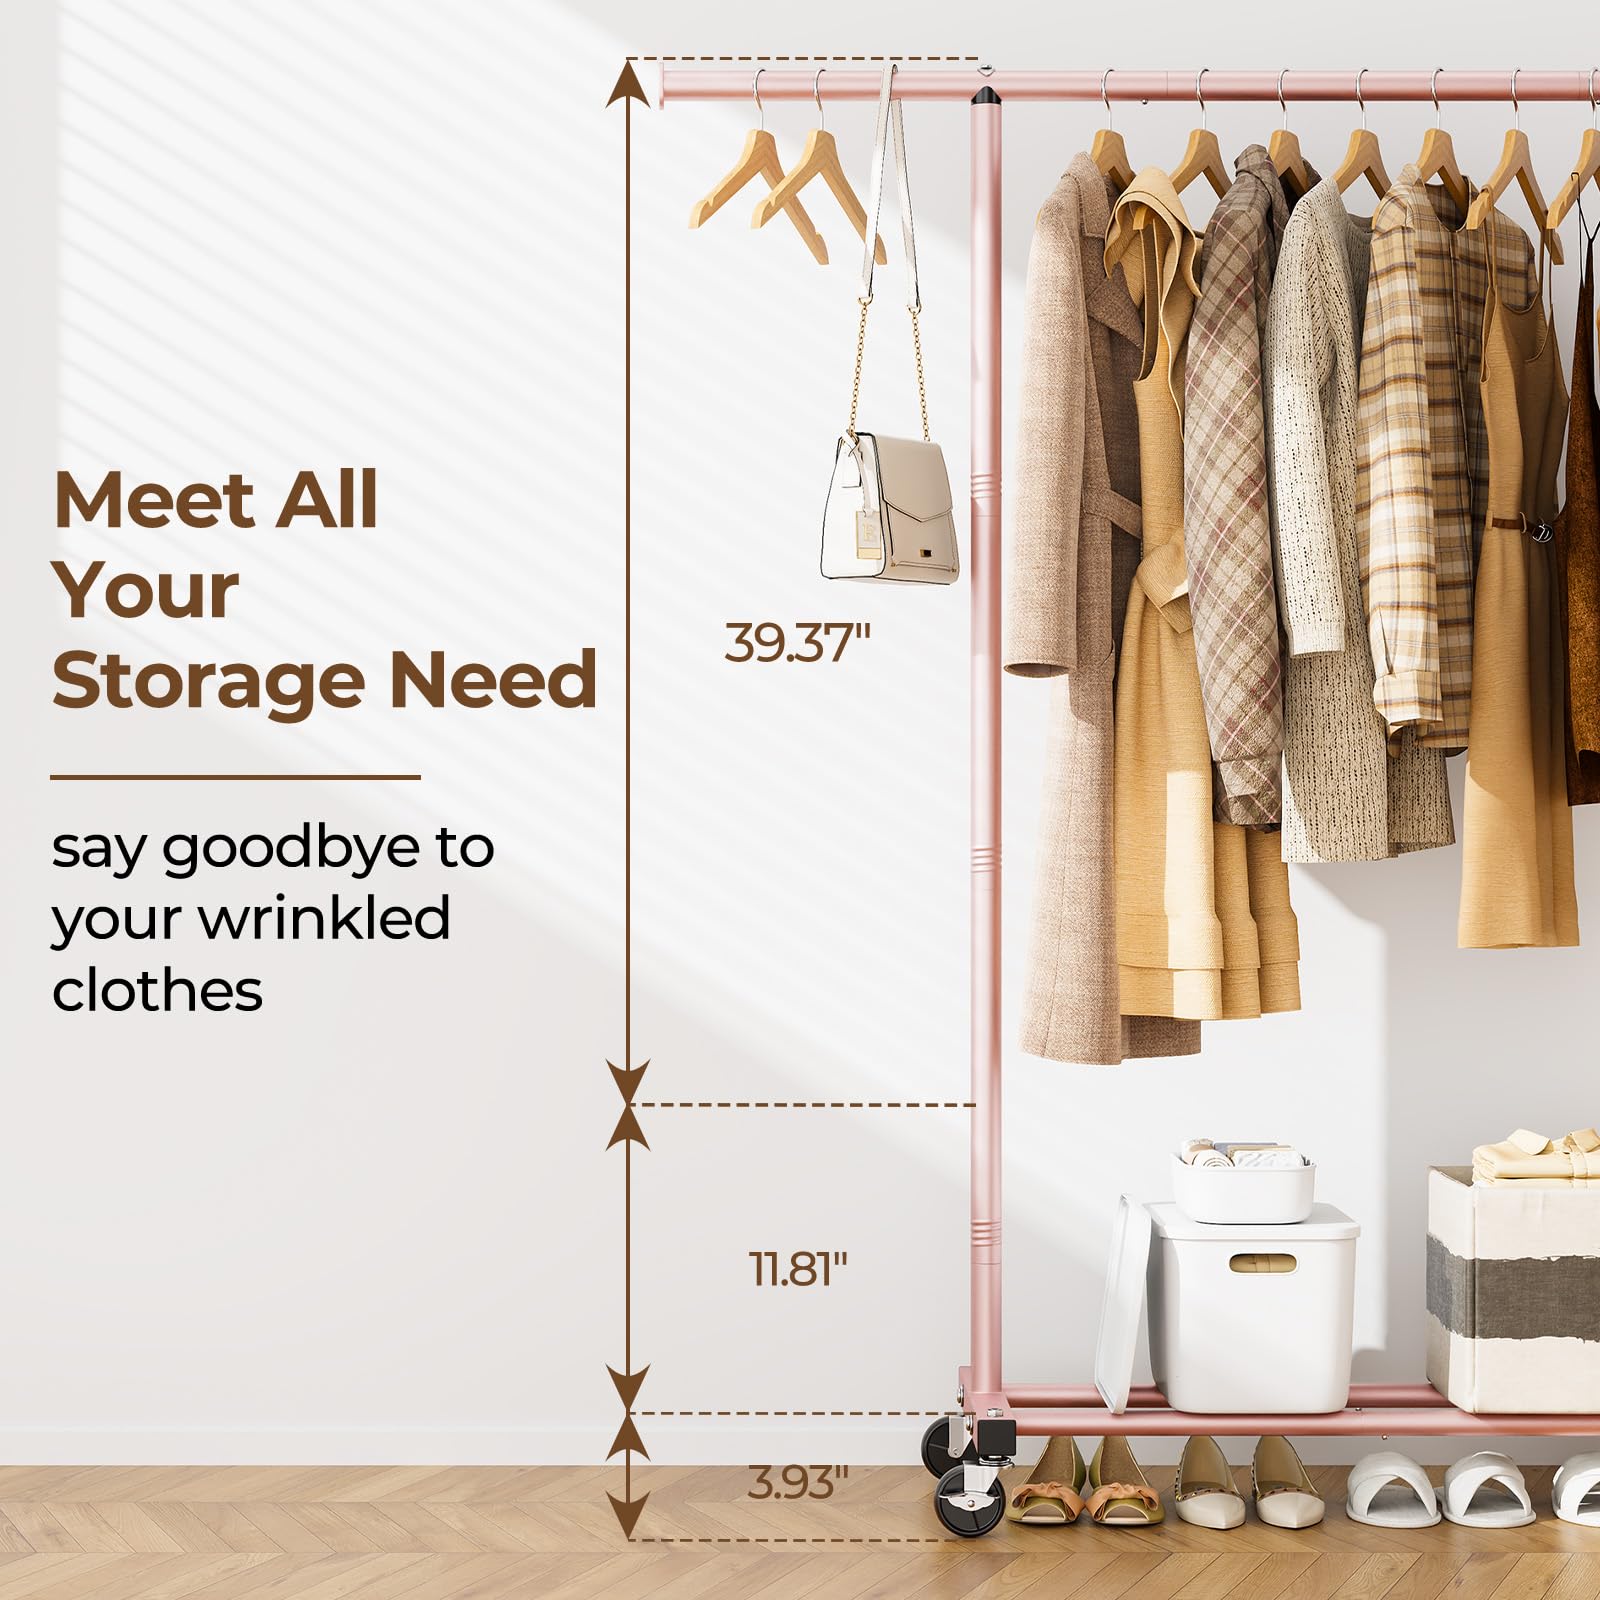 Meet All
Your
Storage Need
say goodbye to
your wrinkled
clothes
39.37"
11.81"
3.93"